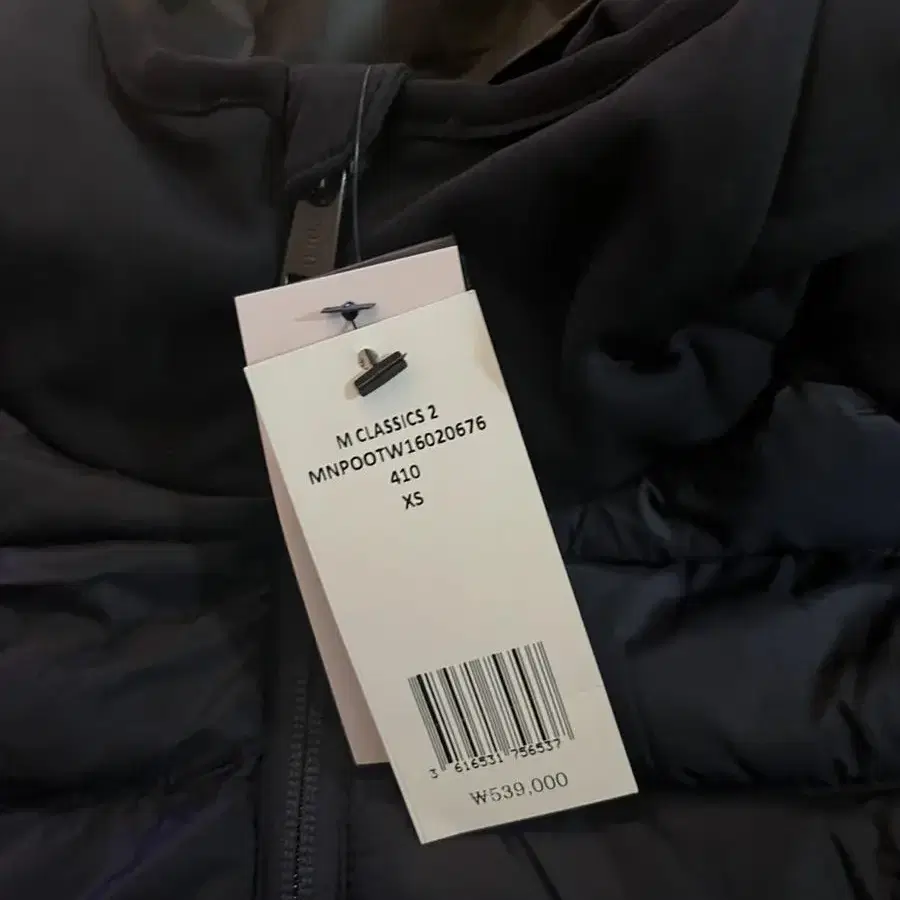 M CLASSICS 2
MNPOOTW16020676
410
XS
3 616531 756537
₩539,000